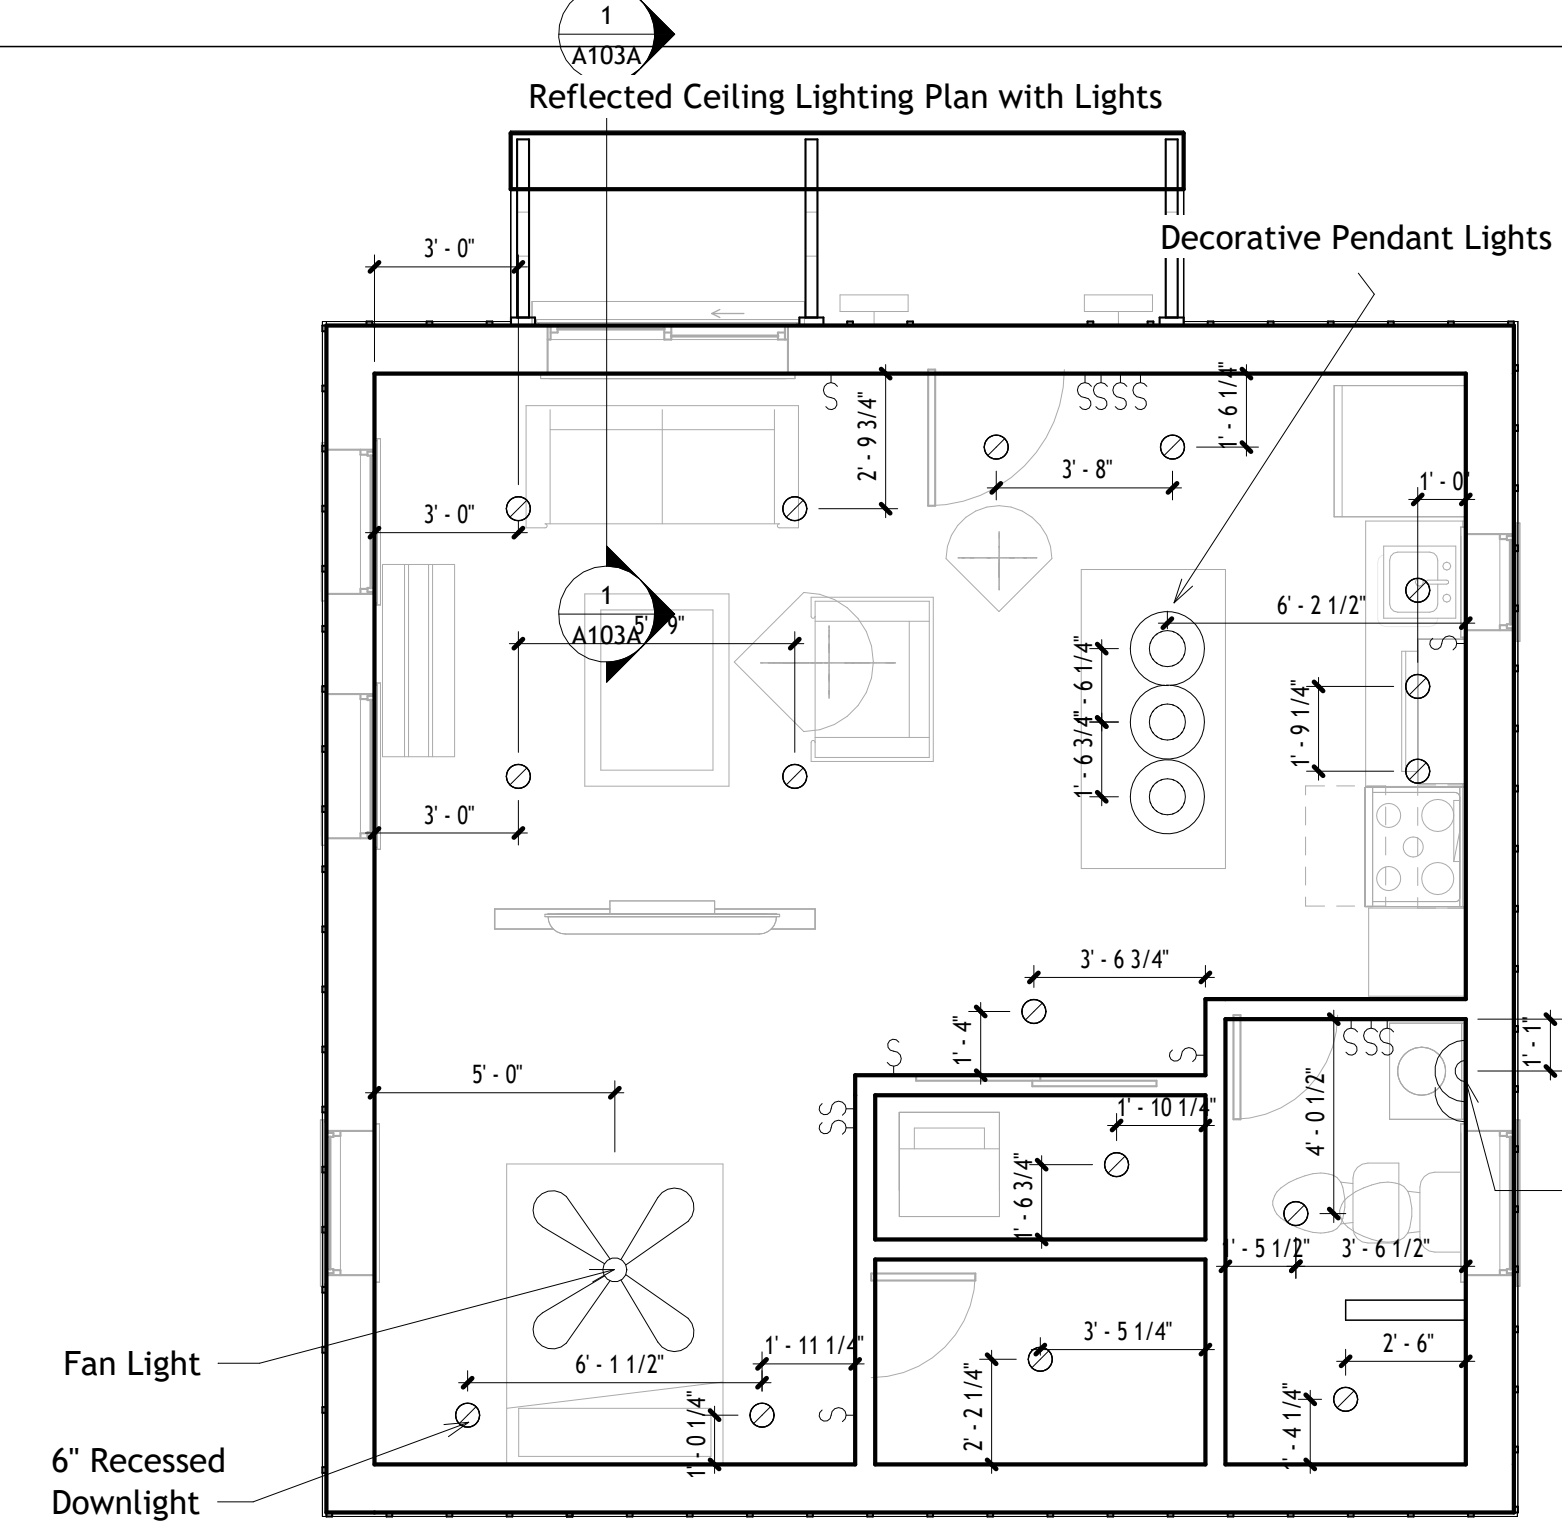 1
A103A
Reflected Ceiling Lighting Plan with Lights
Decorative Pendant Lights
3' - 0"
S
2' - 9 3/4"
SSSS
1' - 6 1/4"
3' - 8"
1' - 0"
3' - 0"
1
A103A
5' - 9"
6' - 2 1/2"
S
1' - 6 1/4"
1' - 6 3/4"
1' - 9 1/4"
3' - 0"
3' - 6 3/4"
1' - 4"
S
S
SSS
1' - 1"
5' - 0"
SS
1' - 10 1/4"
4' - 0 1/2"
1' - 6 3/4"
1' - 5 1/2"
3' - 6 1/2"
Fan Light
6' - 1 1/2"
1' - 11 1/4"
3' - 5 1/4"
2' - 6"
S
1' - 0 1/4"
2' - 2 1/4"
' - 4 1/4"
6" Recessed
Downlight